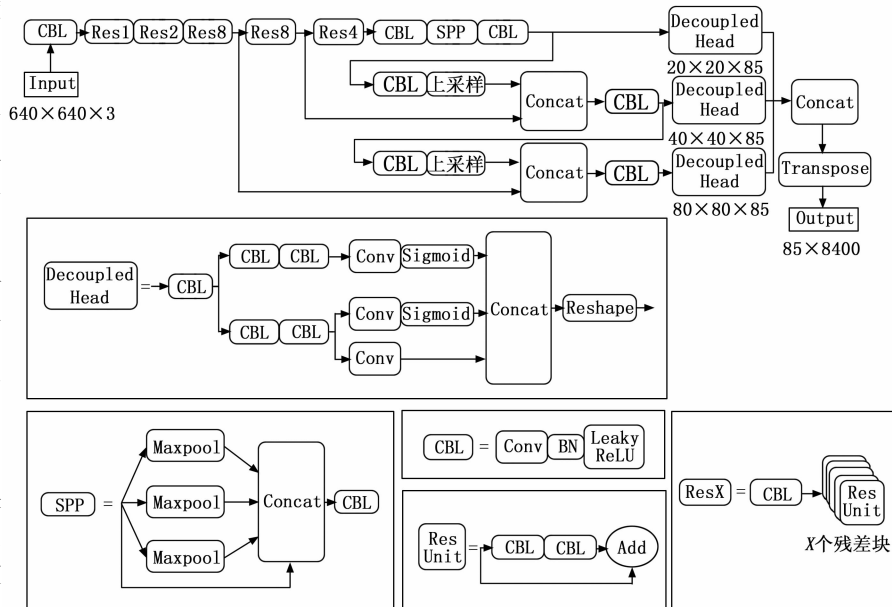 CBL Res1 Res2 Res8 Res8 Res4 CBL SPP CBL Decoupled Head
Input
640×640×3
20×20×85
CBL 上采样 Concat CBL Decoupled Head Concat
40×40×85
CBL 上采样 Concat CBL Decoupled Head Transpose
80×80×85
Output
85×8400
Decoupled Head = CBL
CBL CBL Conv Sigmoid
CBL CBL Conv Sigmoid
Conv
Concat Reshape
SPP =
Maxpool
Maxpool
Maxpool
Concat CBL
CBL = Conv BN Leaky ReLU
Res Unit = CBL CBL Add
ResX = CBL Res Unit
X个残差块